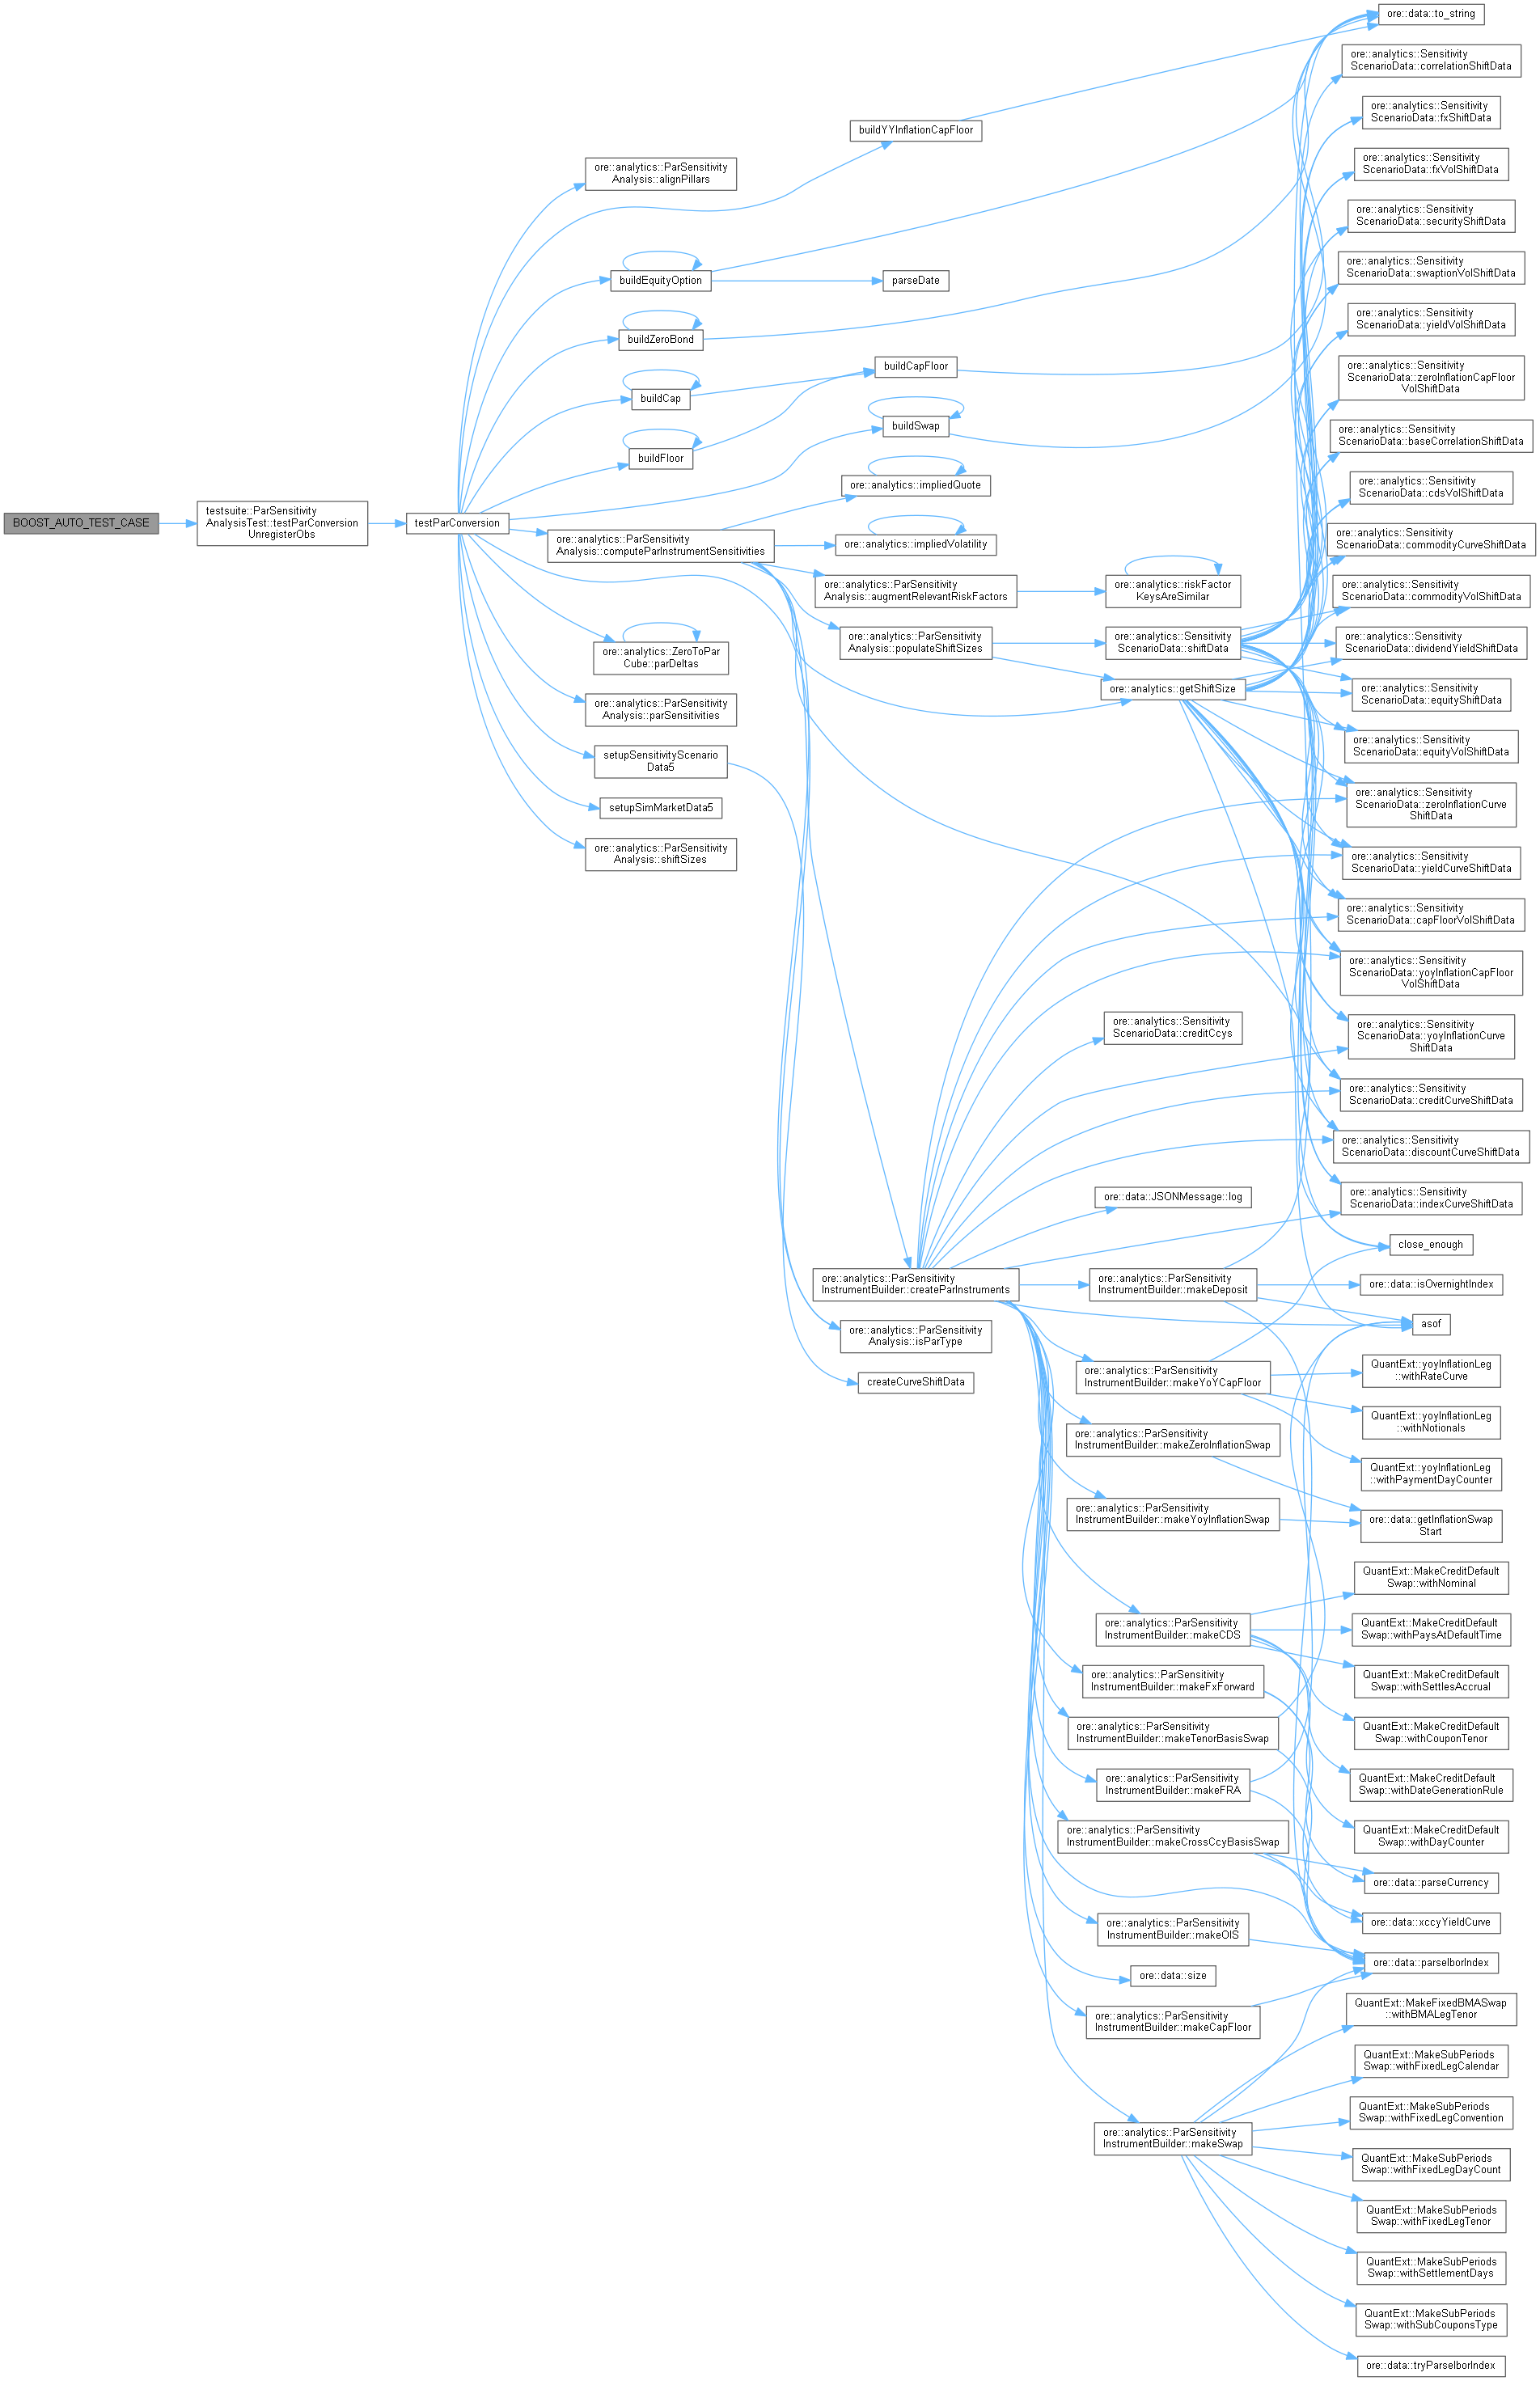 BOOST_AUTO_TEST_CASE
testsuite::ParSensitivity
AnalysisTest::testParConversion
UnregisterObs
testParConversion
ore::analytics::ParSensitivity
Analysis::alignPillars
buildYYInflationCapFloor
buildEquityOption
parseDate
buildZeroBond
buildCap
buildCapFloor
buildFloor
buildSwap
ore::analytics::ParSensitivity
Analysis::computeParInstrumentSensitivities
ore::analytics::impliedQuote
ore::analytics::impliedVolatility
ore::analytics::ParSensitivity
Analysis::augmentRelevantRiskFactors
ore::analytics::riskFactor
KeysAreSimilar
ore::analytics::ParSensitivity
Analysis::populateShiftSizes
ore::analytics::Sensitivity
ScenarioData::shiftData
ore::analytics::getShiftSize
ore::analytics::ZeroToPar
Cube::parDeltas
ore::analytics::ParSensitivity
Analysis::parSensitivities
setupSensitivityScenario
Data5
setupSimMarketData5
ore::analytics::ParSensitivity
Analysis::shiftSizes
ore::analytics::ParSensitivity
InstrumentBuilder::createParInstruments
ore::analytics::ParSensitivity
Analysis::isParType
createCurveShiftData
ore::analytics::Sensitivity
ScenarioData::creditCcys
ore::data::JSONMessage::log
ore::analytics::ParSensitivity
InstrumentBuilder::makeDeposit
ore::analytics::ParSensitivity
InstrumentBuilder::makeYoYCapFloor
ore::analytics::ParSensitivity
InstrumentBuilder::makeZeroInflationSwap
ore::analytics::ParSensitivity
InstrumentBuilder::makeYoyInflationSwap
ore::analytics::ParSensitivity
InstrumentBuilder::makeCDS
ore::analytics::ParSensitivity
InstrumentBuilder::makeFxForward
ore::analytics::ParSensitivity
InstrumentBuilder::makeTenorBasisSwap
ore::analytics::ParSensitivity
InstrumentBuilder::makeFRA
ore::analytics::ParSensitivity
InstrumentBuilder::makeCrossCcyBasisSwap
ore::analytics::ParSensitivity
InstrumentBuilder::makeOIS
ore::data::size
ore::analytics::ParSensitivity
InstrumentBuilder::makeCapFloor
ore::analytics::ParSensitivity
InstrumentBuilder::makeSwap
ore::data::to_string
ore::analytics::Sensitivity
ScenarioData::correlationShiftData
ore::analytics::Sensitivity
ScenarioData::fxShiftData
ore::analytics::Sensitivity
ScenarioData::fxVolShiftData
ore::analytics::Sensitivity
ScenarioData::securityShiftData
ore::analytics::Sensitivity
ScenarioData::swaptionVolShiftData
ore::analytics::Sensitivity
ScenarioData::yieldVolShiftData
ore::analytics::Sensitivity
ScenarioData::zeroInflationCapFloor
VolShiftData
ore::analytics::Sensitivity
ScenarioData::baseCorrelationShiftData
ore::analytics::Sensitivity
ScenarioData::cdsVolShiftData
ore::analytics::Sensitivity
ScenarioData::commodityCurveShiftData
ore::analytics::Sensitivity
ScenarioData::commodityVolShiftData
ore::analytics::Sensitivity
ScenarioData::dividendYieldShiftData
ore::analytics::Sensitivity
ScenarioData::equityShiftData
ore::analytics::Sensitivity
ScenarioData::equityVolShiftData
ore::analytics::Sensitivity
ScenarioData::zeroInflationCurve
ShiftData
ore::analytics::Sensitivity
ScenarioData::yieldCurveShiftData
ore::analytics::Sensitivity
ScenarioData::capFloorVolShiftData
ore::analytics::Sensitivity
ScenarioData::yoyInflationCapFloor
VolShiftData
ore::analytics::Sensitivity
ScenarioData::yoyInflationCurve
ShiftData
ore::analytics::Sensitivity
ScenarioData::creditCurveShiftData
ore::analytics::Sensitivity
ScenarioData::discountCurveShiftData
ore::analytics::Sensitivity
ScenarioData::indexCurveShiftData
close_enough
ore::data::isOvernightIndex
asof
QuantExt::yoyInflationLeg
::withRateCurve
QuantExt::yoyInflationLeg
::withNotionals
QuantExt::yoyInflationLeg
::withPaymentDayCounter
ore::data::getInflationSwap
Start
QuantExt::MakeCreditDefault
Swap::withNominal
QuantExt::MakeCreditDefault
Swap::withPaysAtDefaultTime
QuantExt::MakeCreditDefault
Swap::withSettlesAccrual
QuantExt::MakeCreditDefault
Swap::withCouponTenor
QuantExt::MakeCreditDefault
Swap::withDateGenerationRule
QuantExt::MakeCreditDefault
Swap::withDayCounter
ore::data::parseCurrency
ore::data::xccyYieldCurve
ore::data::parseIborIndex
QuantExt::MakeFixedBMASwap
::withBMALegTenor
QuantExt::MakeSubPeriods
Swap::withFixedLegCalendar
QuantExt::MakeSubPeriods
Swap::withFixedLegConvention
QuantExt::MakeSubPeriods
Swap::withFixedLegDayCount
QuantExt::MakeSubPeriods
Swap::withFixedLegTenor
QuantExt::MakeSubPeriods
Swap::withSettlementDays
QuantExt::MakeSubPeriods
Swap::withSubCouponsType
ore::data::tryParseIborIndex